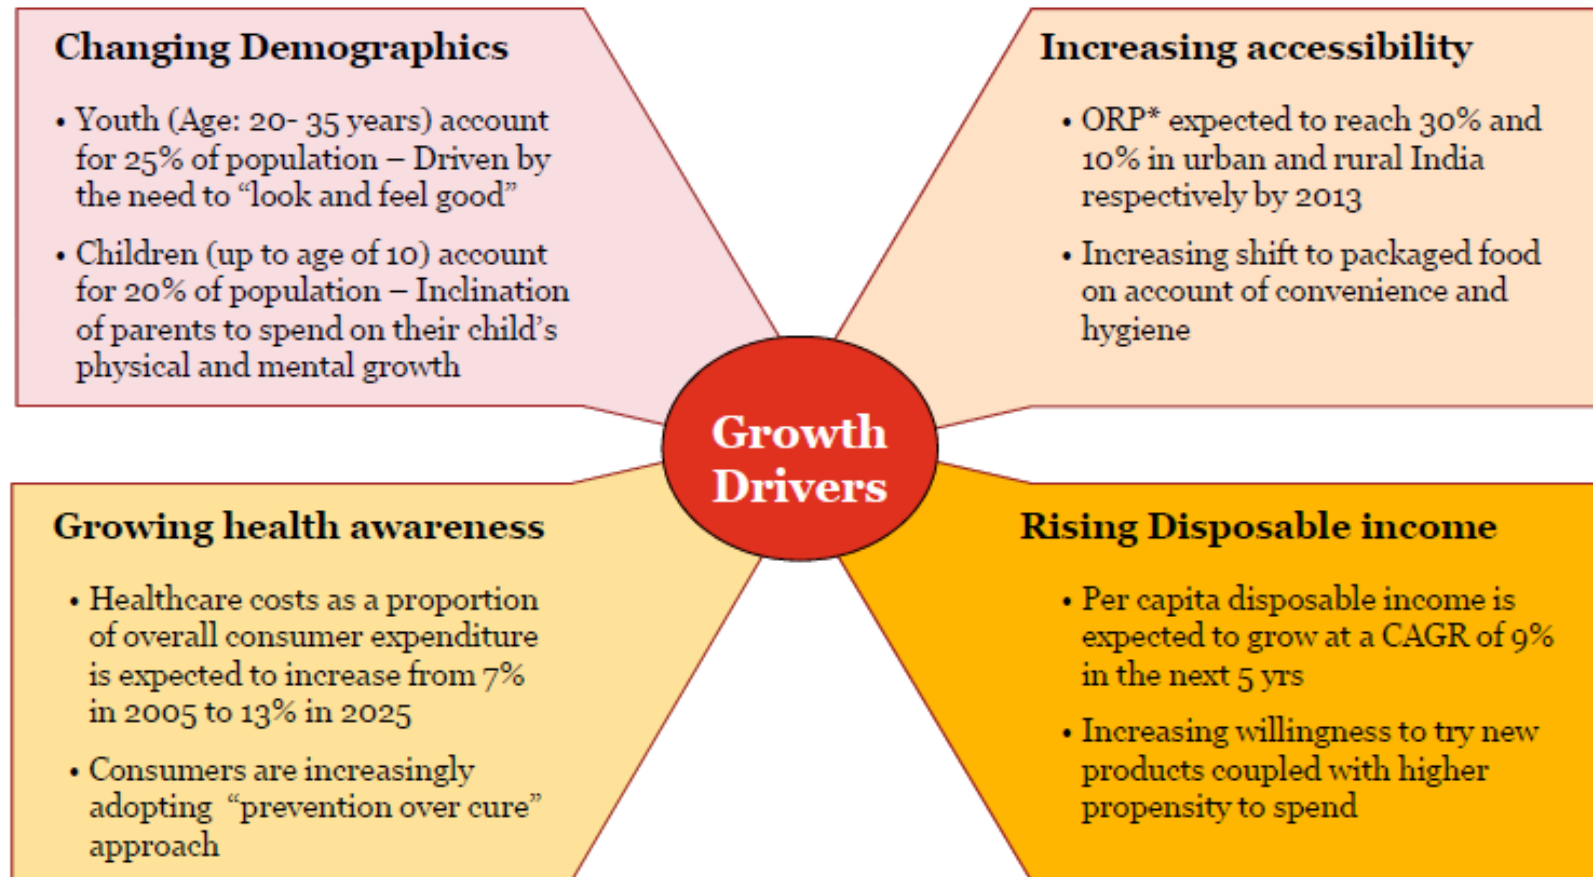 Changing Demographics
• Youth (Age: 20- 35 years) account
for 25% of population – Driven by
the need to “look and feel good”
• Children (up to age of 10) account
for 20% of population – Inclination
of parents to spend on their child’s
physical and mental growth
Increasing accessibility
• ORP* expected to reach 30% and
10% in urban and rural India
respectively by 2013
• Increasing shift to packaged food
on account of convenience and
hygiene
Growth
Drivers
Growing health awareness
• Healthcare costs as a proportion
of overall consumer expenditure
is expected to increase from 7%
in 2005 to 13% in 2025
• Consumers are increasingly
adopting “prevention over cure”
approach
Rising Disposable income
• Per capita disposable income is
expected to grow at a CAGR of 9%
in the next 5 yrs
• Increasing willingness to try new
products coupled with higher
propensity to spend